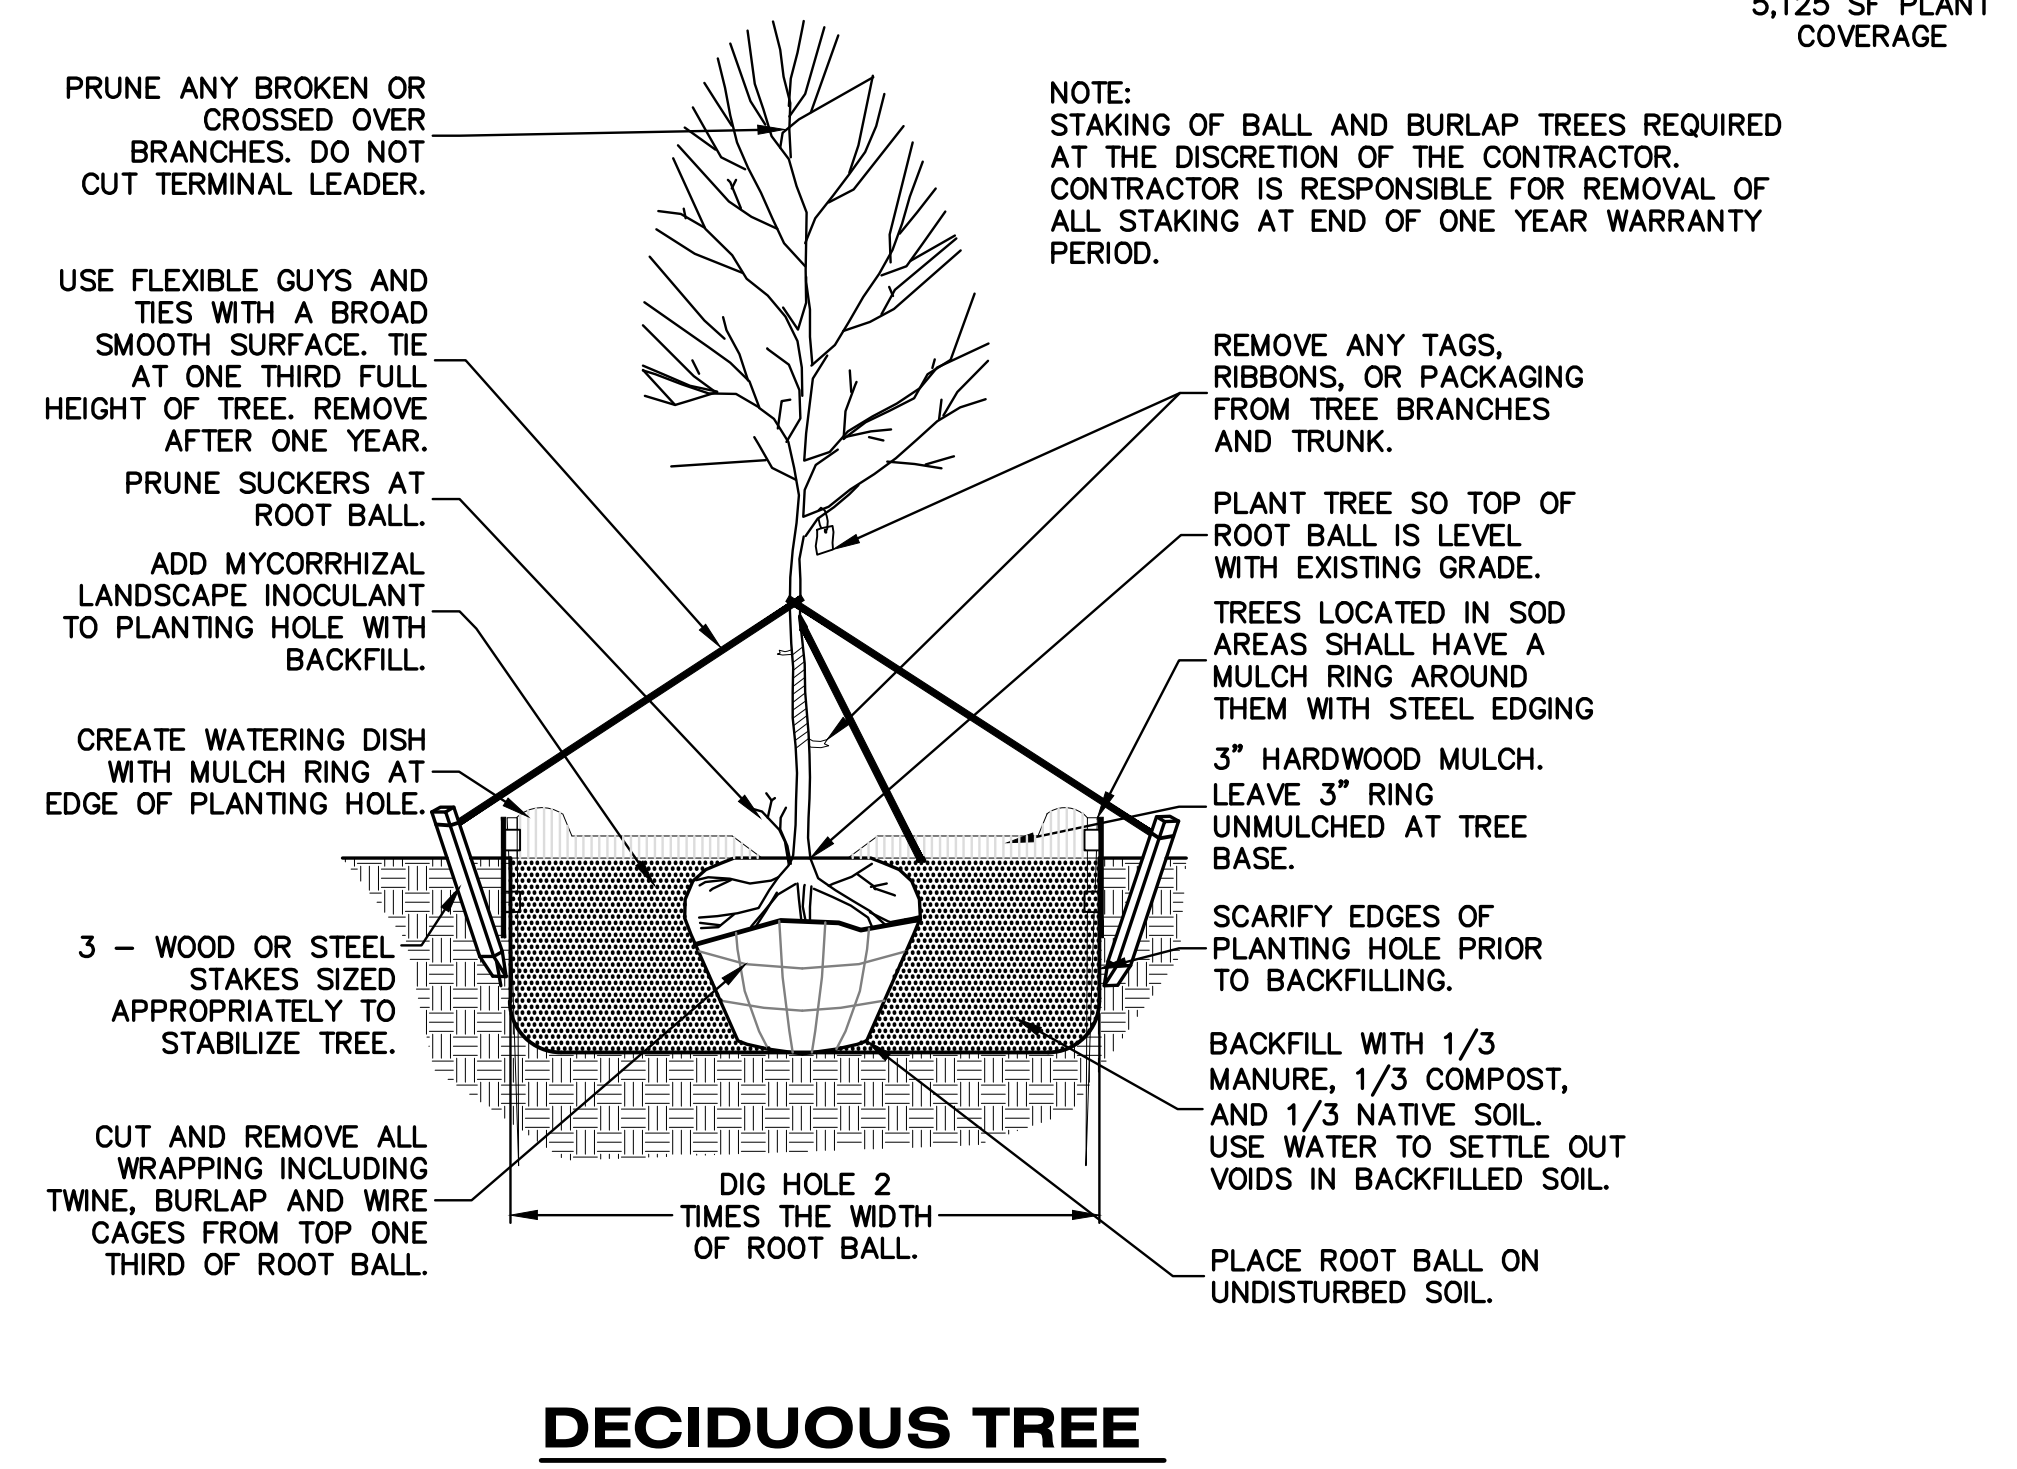 5,125 SF PLANT
COVERAGE
PRUNE ANY BROKEN OR
CROSSED OVER
BRANCHES. DO NOT
CUT TERMINAL LEADER.
USE FLEXIBLE GUYS AND
TIES WITH A BROAD
SMOOTH SURFACE. TIE
AT ONE THIRD FULL
HEIGHT OF TREE. REMOVE
AFTER ONE YEAR.
PRUNE SUCKERS AT
ROOT BALL.
ADD MYCORRHIZAL
LANDSCAPE INOCULANT
TO PLANTING HOLE WITH
BACKFILL.
CREATE WATERING DISH
WITH MULCH RING AT
EDGE OF PLANTING HOLE.
3 – WOOD OR STEEL
STAKES SIZED
APPROPRIATELY TO
STABILIZE TREE.
CUT AND REMOVE ALL
WRAPPING INCLUDING
TWINE, BURLAP AND WIRE
CAGES FROM TOP ONE
THIRD OF ROOT BALL.
DIG HOLE 2
TIMES THE WIDTH
OF ROOT BALL.
NOTE:
STAKING OF BALL AND BURLAP TREES REQUIRED
AT THE DISCRETION OF THE CONTRACTOR.
CONTRACTOR IS RESPONSIBLE FOR REMOVAL OF
ALL STAKING AT END OF ONE YEAR WARRANTY
PERIOD.
REMOVE ANY TAGS,
RIBBONS, OR PACKAGING
FROM TREE BRANCHES
AND TRUNK.
PLANT TREE SO TOP OF
ROOT BALL IS LEVEL
WITH EXISTING GRADE.
TREES LOCATED IN SOD
AREAS SHALL HAVE A
MULCH RING AROUND
THEM WITH STEEL EDGING
3” HARDWOOD MULCH.
LEAVE 3” RING
UNMULCHED AT TREE
BASE.
SCARIFY EDGES OF
PLANTING HOLE PRIOR
TO BACKFILLING.
BACKFILL WITH 1/3
MANURE, 1/3 COMPOST,
AND 1/3 NATIVE SOIL.
USE WATER TO SETTLE OUT
VOIDS IN BACKFILLED SOIL.
PLACE ROOT BALL ON
UNDISTURBED SOIL.
DECIDUOUS TREE